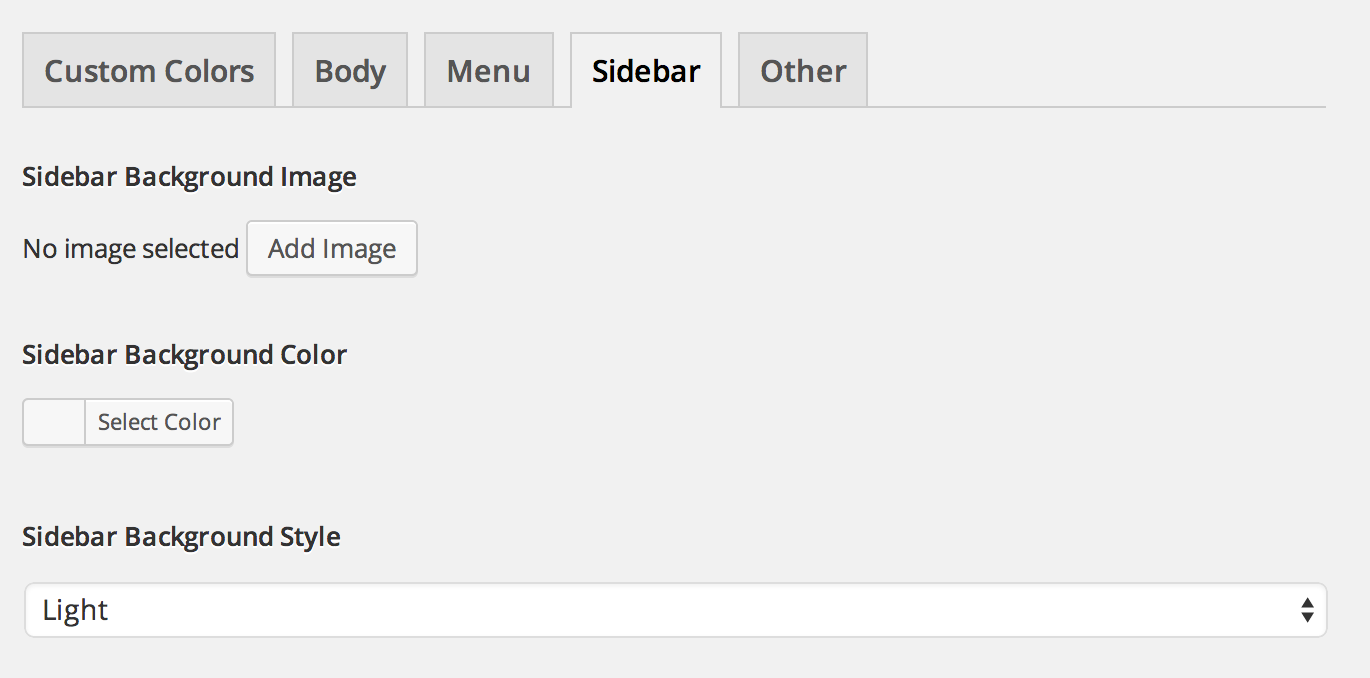 Custom Colors Body Menu Sidebar Other
Sidebar Background Image
No image selected Add Image
Sidebar Background Color
Select Color
Sidebar Background Style
Light